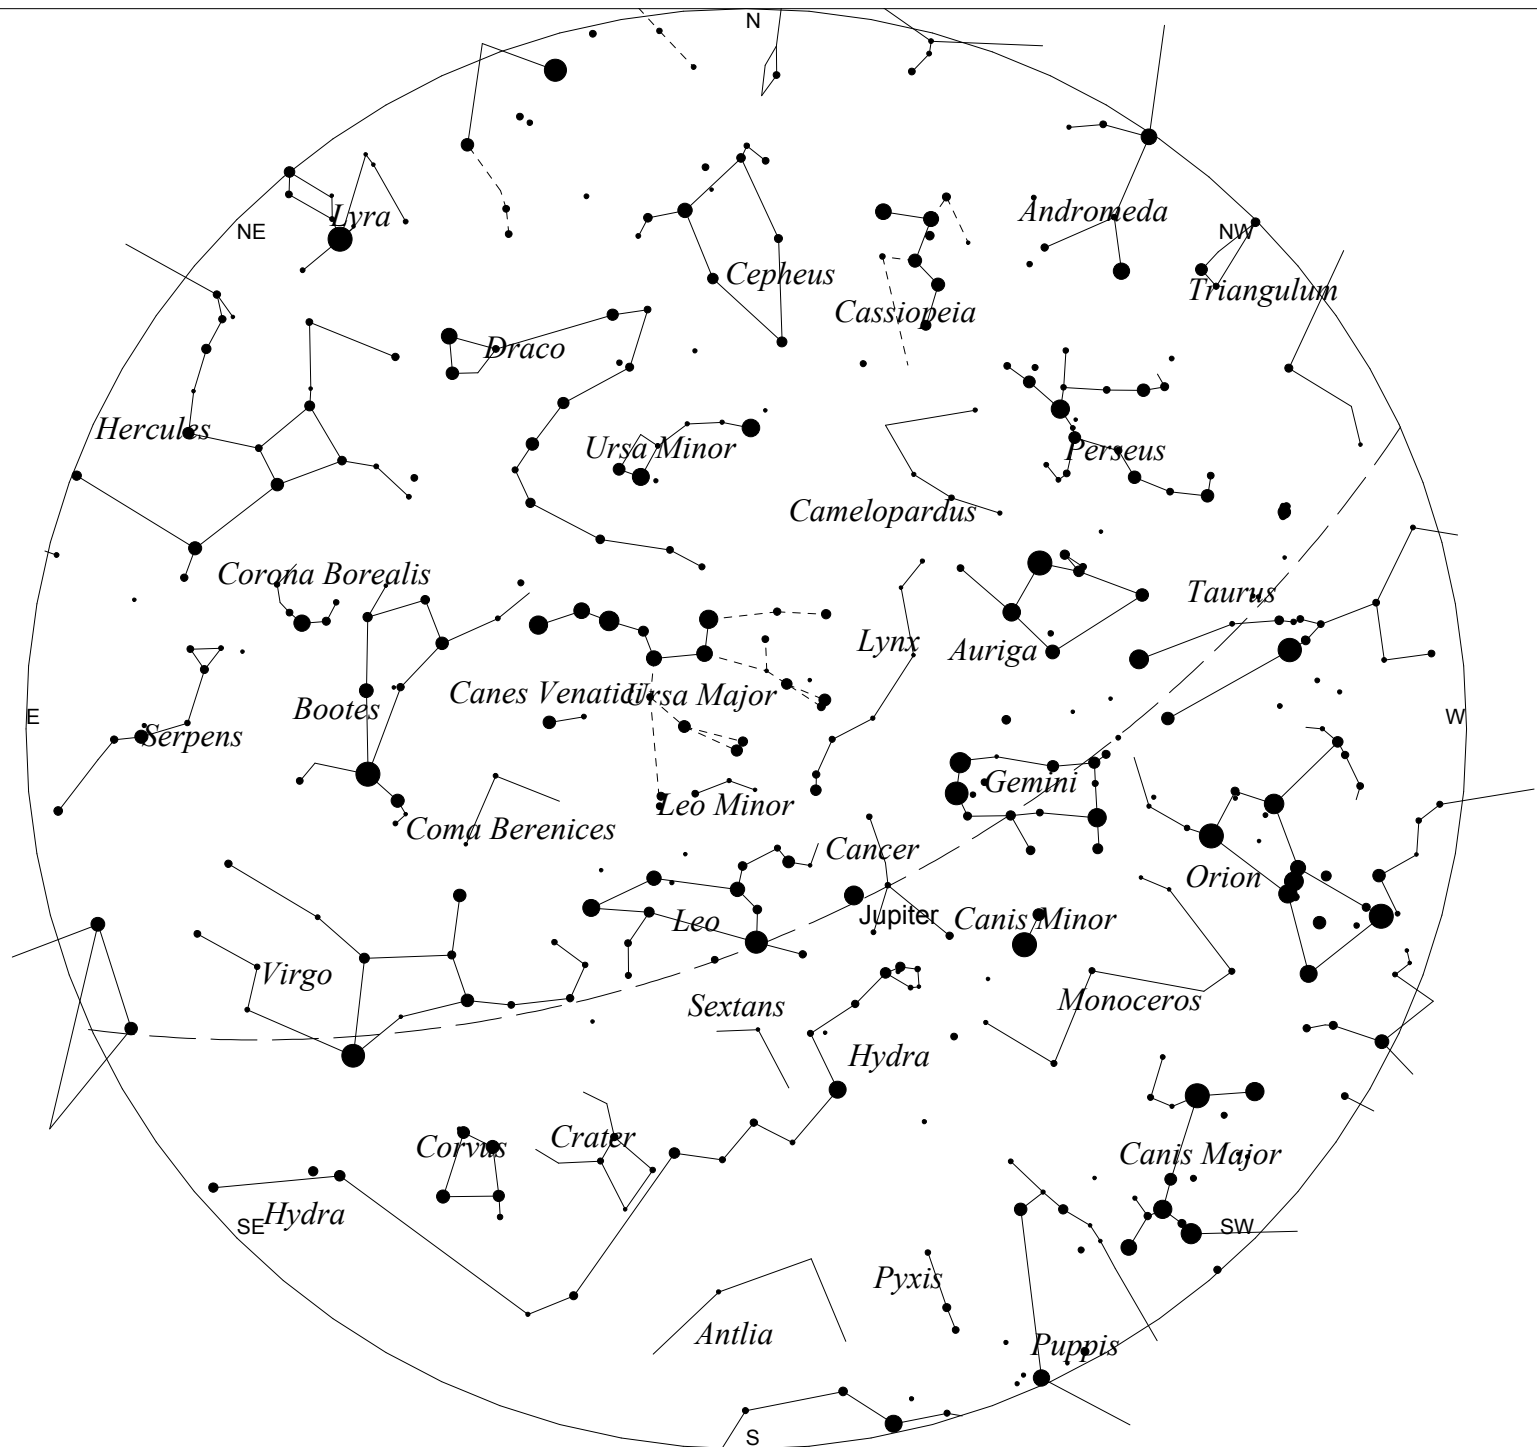 N
Lyra
NE
Andromeda
NW
Cepheus
Cassiopeia
Triangulum
Draco
Hercules
Ursa Minor
Perseus
Camelopardus
Corona Borealis
Taurus
Lynx
Auriga
Canes Venatici
Ursa Major
Bootes
E
W
Serpens
Gemini
Leo Minor
Coma Berenices
Cancer
Orion
Jupiter
Leo
Canis Minor
Virgo
Sextans
Monoceros
Hydra
Corvus
Crater
Canis Major
Hydra
SE
SW
Pyxis
Antlia
Puppis
S